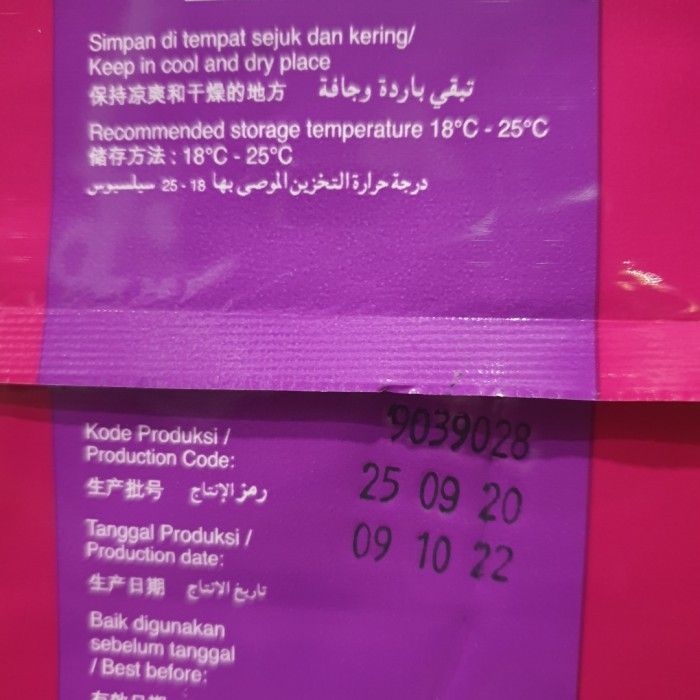 Simpan di tempat sejuk dan kering/
Keep in cool and dry place
保持凉爽和干燥的地方 تبقي باردة وجافة
Recommended storage temperature 18°C - 25°C
储存方法 : 18°C - 25°C
درجة حرارة التخزين الموصى بها 18 - 25 سيلسيوس
Kode Produksi /
Production Code:
9039028
生产批号 رمز الإنتاج
25 09 20
Tanggal Produksi /
Production date:
09 10 22
生产日期 تاريخ الانتاج
Baik digunakan
sebelum tanggal
/ Best before: